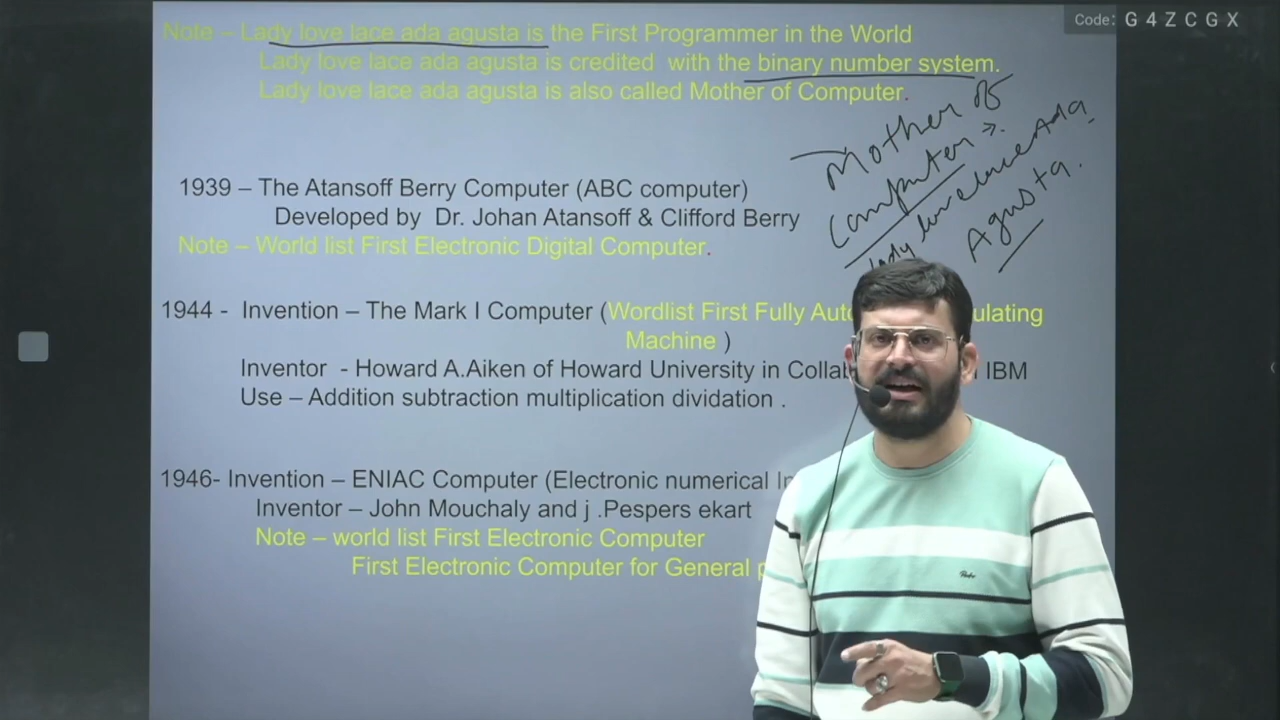 Code: G4ZCGX
Note – Lady love lace ada agusta is the First Programmer in the World
Lady love lace ada agusta is credited with the binary number system.
Lady love lace ada agusta is also called Mother of Computer.
Mother of
Computer
lady lovelace Ada
Agusta.
1939 – The Atansoff Berry Computer (ABC computer)
Developed by Dr. Johan Atansoff & Clifford Berry
Note – World list First Electronic Digital Computer.
1944 - Invention – The Mark I Computer (Wordlist First Fully
Machine )
Inventor - Howard A.Aiken of Howard University in IBM
Use – Addition subtraction multiplication dividation .
1946- Invention – ENIAC Computer (Electronic numerical
Inventor – John Mouchaly and j .Pespers ekart
Note – world list First Electronic Computer
First Electronic Computer for General